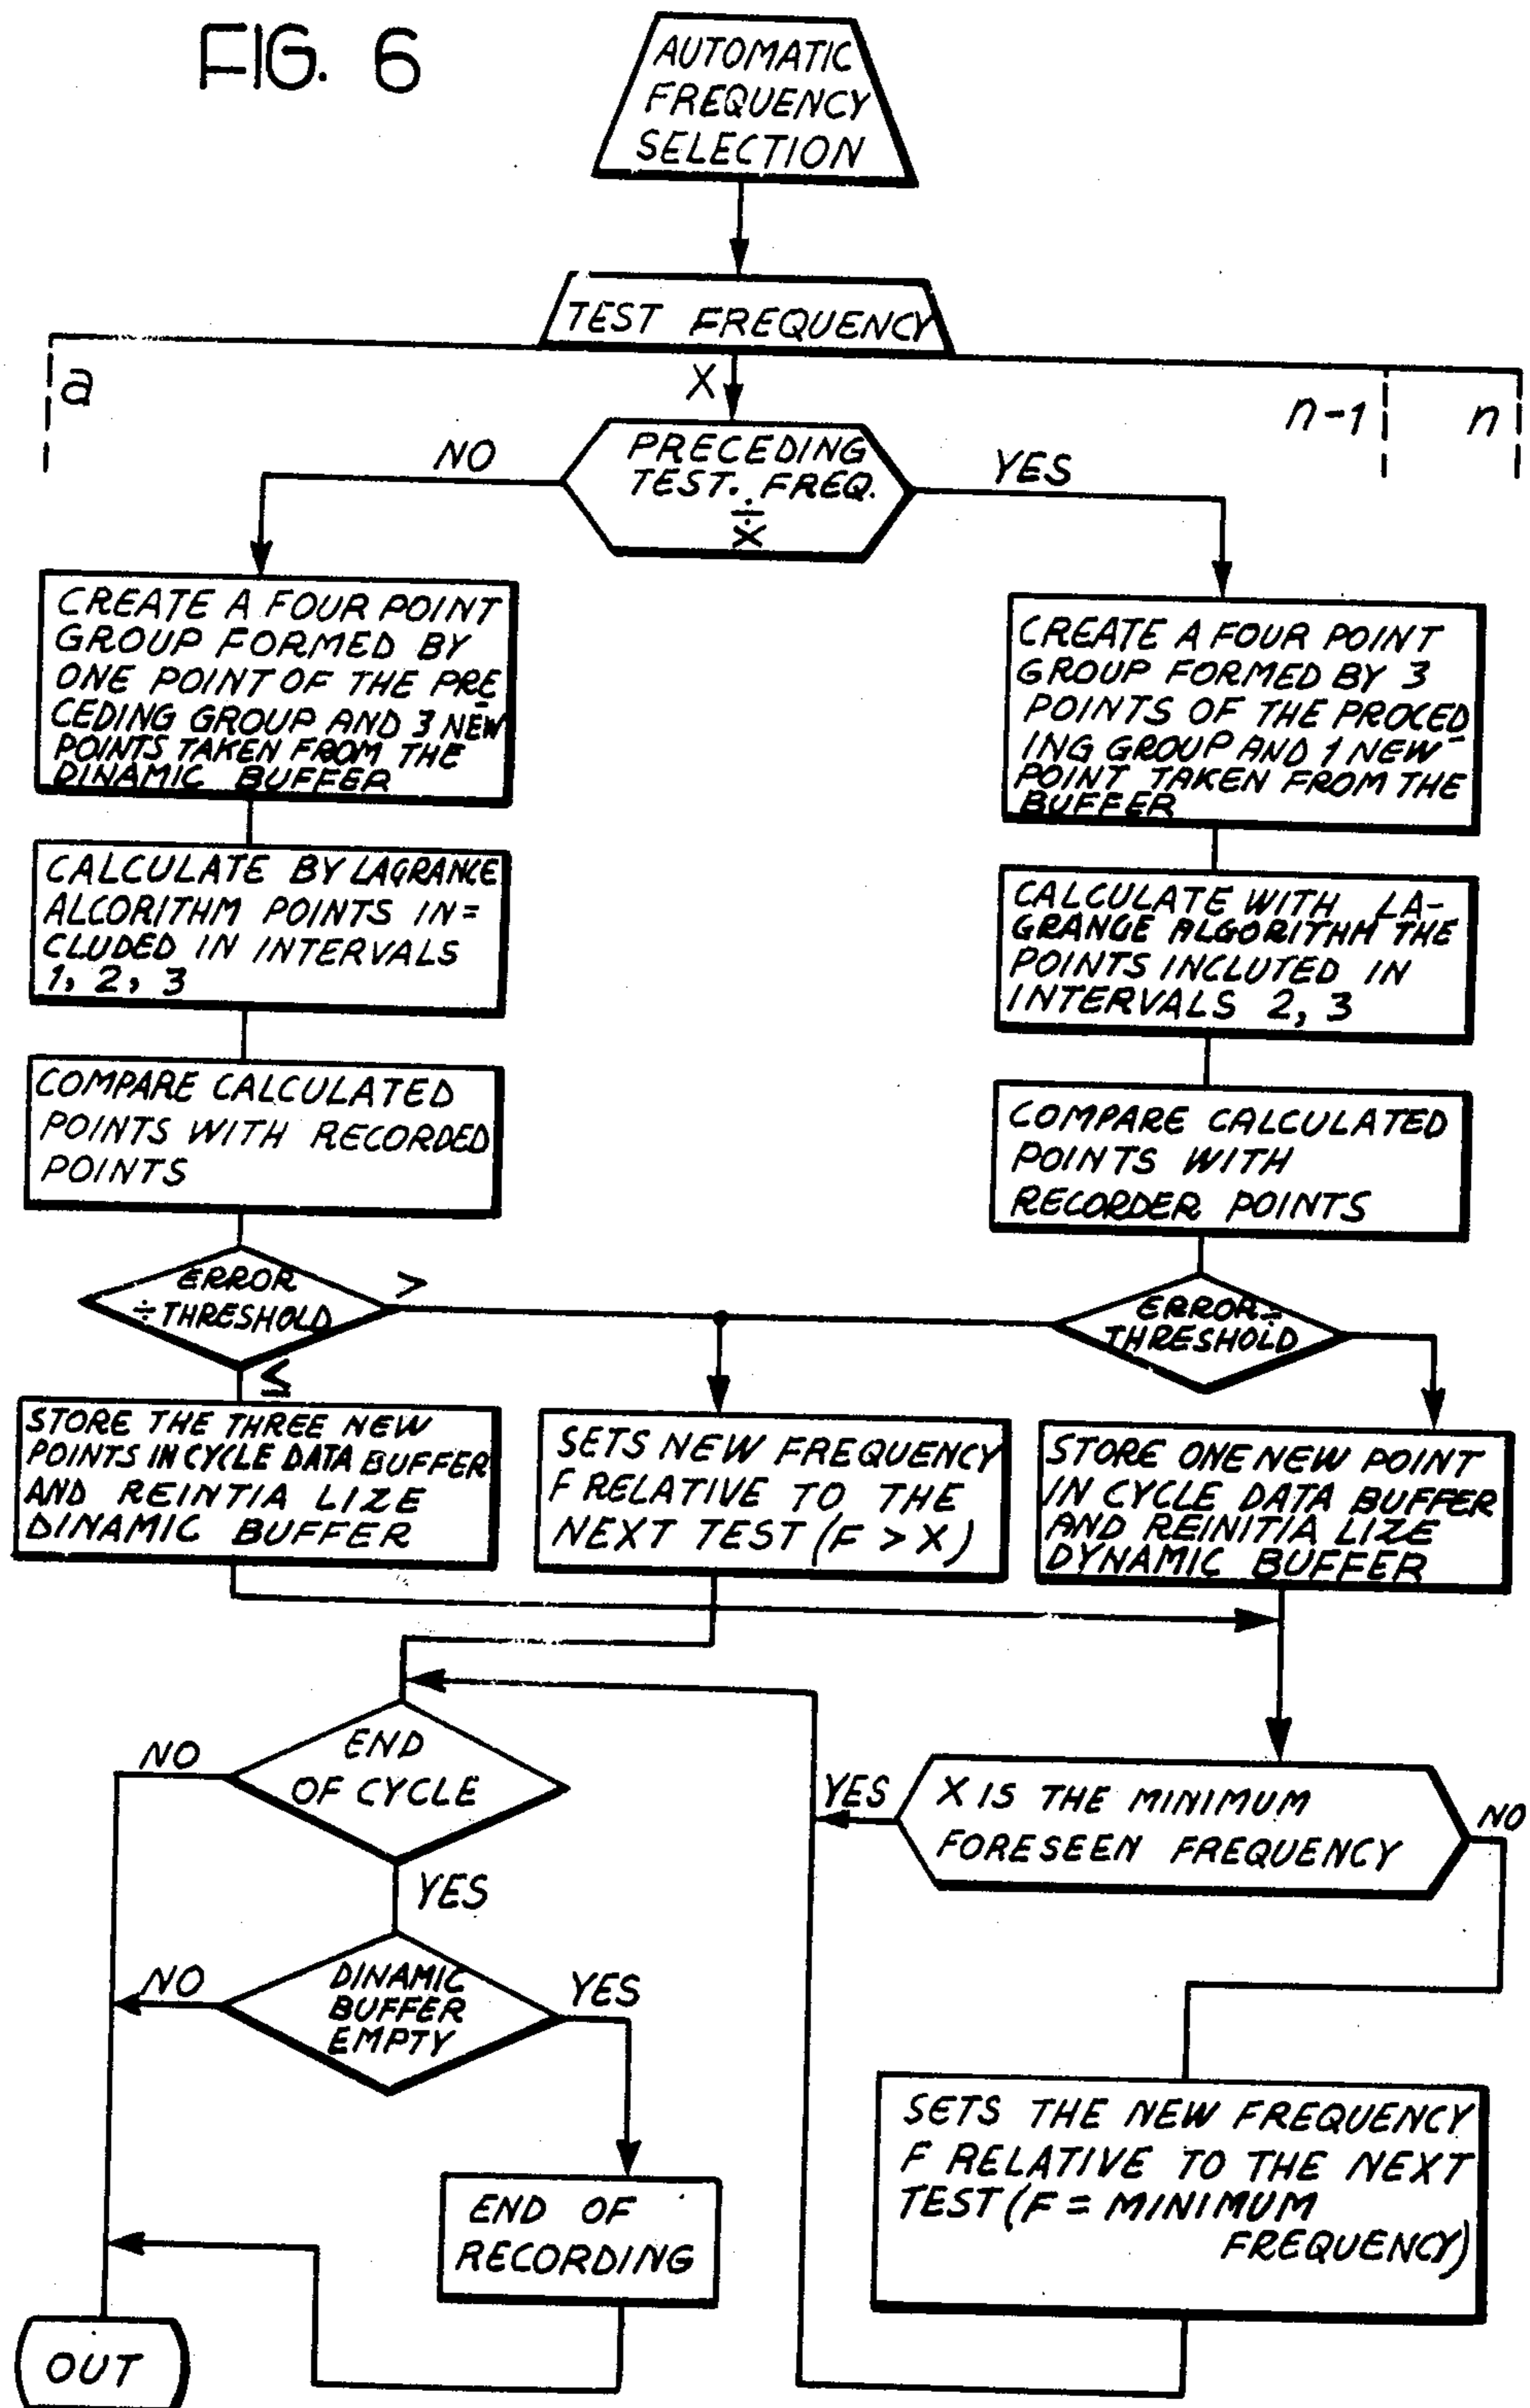 FIG. 6
AUTOMATIC
FREQUENCY
SELECTION
TEST FREQUENCY
a
X
n-1
n
NO
PRECEDING
TEST. FREQ.
÷
X
YES
CREATE A FOUR POINT
GROUP FORMED BY
ONE POINT OF THE PRE
CEDING GROUP AND 3 NEW
POINTS TAKEN FROM THE
DINAMIC BUFFER
CREATE A FOUR POINT
GROUP FORMED BY 3
POINTS OF THE PROCED
ING GROUP AND 1 NEW
POINT TAKEN FROM THE
BUFFER
CALCULATE BY LAGRANCE
ALCORITHM POINTS IN=
CLUDED IN INTERVALS
1, 2, 3
CALCULATE WITH LA-
GRANGE ALGORITHM THE
POINTS INCLUTED IN
INTERVALS 2, 3
COMPARE CALCULATED
POINTS WITH RECORDED
POINTS
COMPARE CALCULATED
POINTS WITH
RECORDER POINTS
ERROR
÷ THRESHOLD
>
≤
ERROR ÷
THRESHOLD
STORE THE THREE NEW
POINTS IN CYCLE DATA BUFFER
AND REINTIA LIZE
DINAMIC BUFFER
SETS NEW FREQUENCY
F RELATIVE TO THE
NEXT TEST (F > X)
STORE ONE NEW POINT
IN CYCLE DATA BUFFER
AND REINITIA LIZE
DYNAMIC BUFFER
NO
END
OF CYCLE
YES
YES
X IS THE MINIMUM
FORESEEN FREQUENCY
NO
NO
DINAMIC
BUFFER
EMPTY
YES
SETS THE NEW FREQUENCY
F RELATIVE TO THE NEXT
TEST (F = MINIMUM
FREQUENCY)
END OF
RECORDING
OUT